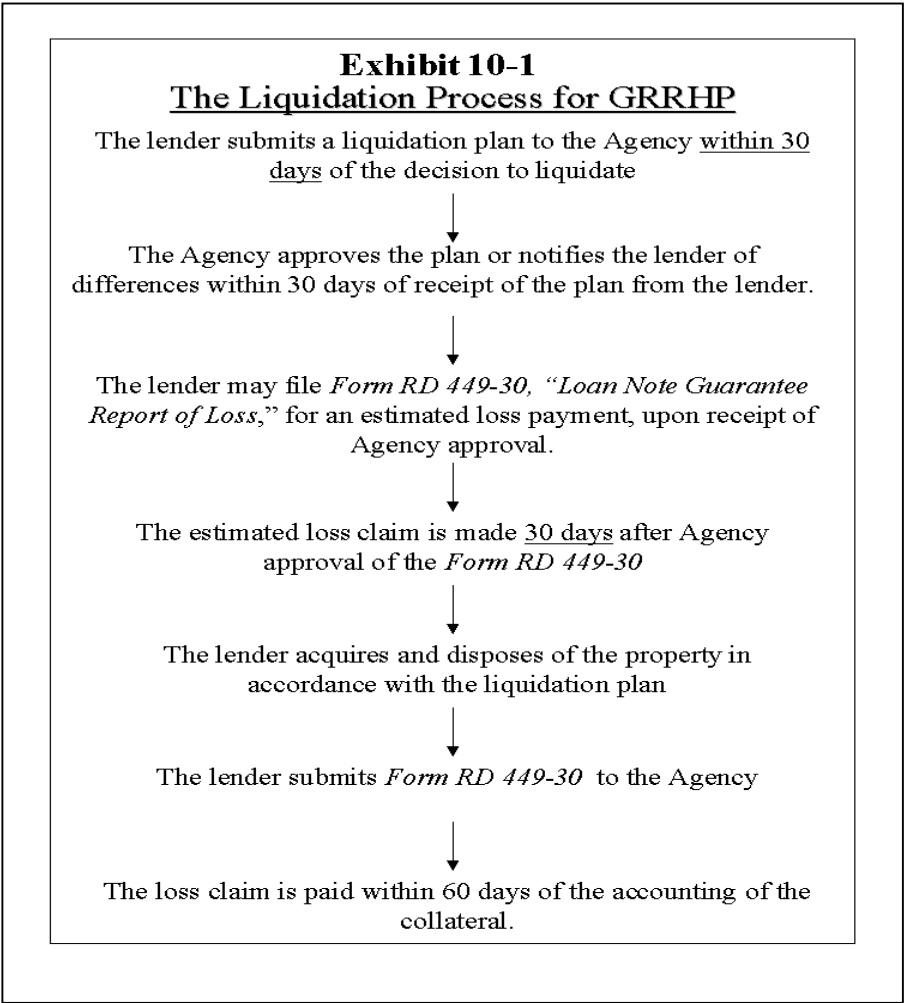 Exhibit 10-1
The Liquidation Process for GRRHP
The lender submits a liquidation plan to the Agency within 30
days of the decision to liquidate
The Agency approves the plan or notifies the lender of
differences within 30 days of receipt of the plan from the lender.
The lender may file Form RD 449-30, “Loan Note Guarantee
Report of Loss,” for an estimated loss payment, upon receipt of
Agency approval.
The estimated loss claim is made 30 days after Agency
approval of the Form RD 449-30
The lender acquires and disposes of the property in
accordance with the liquidation plan
The lender submits Form RD 449-30 to the Agency
The loss claim is paid within 60 days of the accounting of the
collateral.